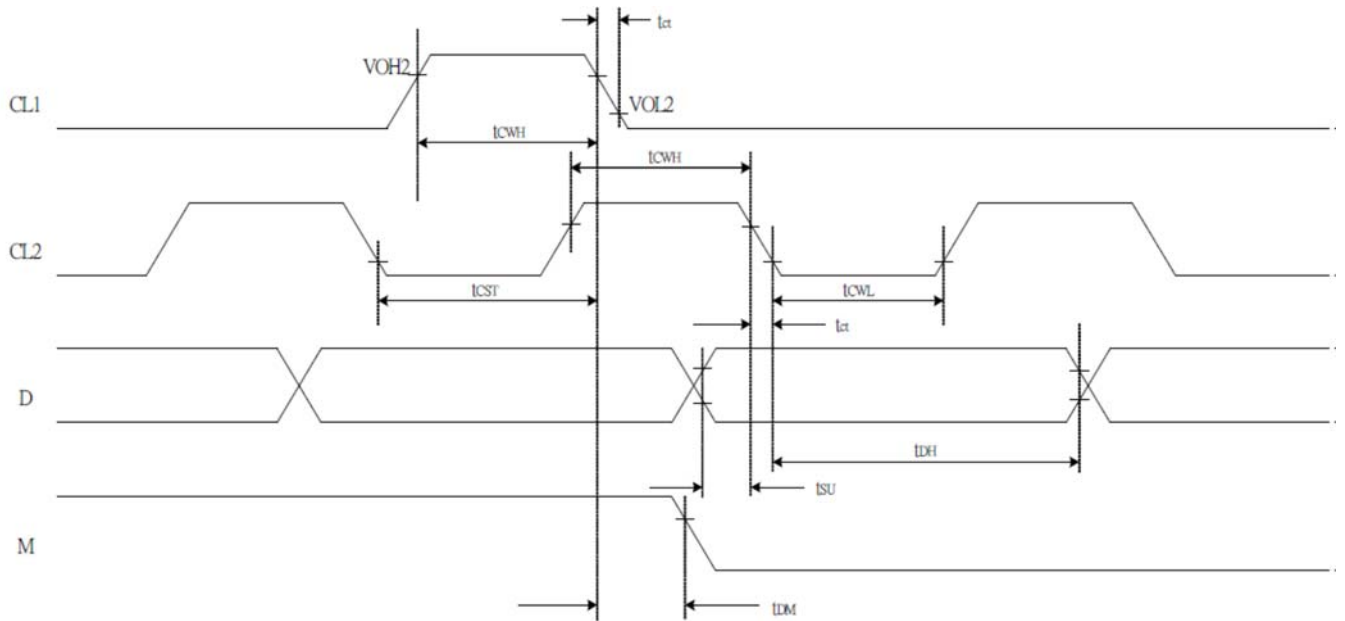 tct
VOH2
CL1
VOL2
tCWH
tCWH
CL2
tCST
tCWL
tct
D
tDH
tSU
M
tDM